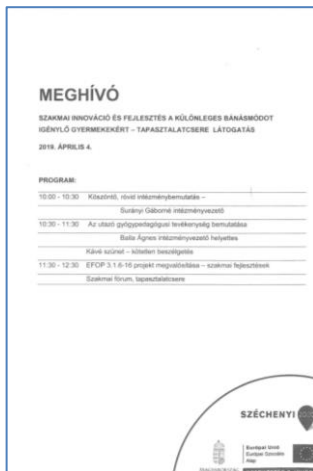 MEGHÍVÓ
SZAKMAI INNOVÁCIÓ ÉS FEJLESZTÉS A KÜLÖNLEGES BÁNÁSMÓDOT
IGÉNYLŐ GYERMEKEKÉRT – TAPASZTALATCSERE LÁTOGATÁS
2019. ÁPRILIS 4.
PROGRAM:
10:00 - 10:30 Köszöntő, rövid intézménybemutatás –
Surányi Gáborné intézményvezető
10:30 - 11:30 Az utazó gyógypedagógusi tevékenység bemutatása
Balla Ágnes intézményvezető helyettes
Kávé szünet – kötetlen beszélgetés
11:30 - 12:30 EFOP 3.1.6-16 projekt megvalósítása – szakmai fejlesztések
Szakmai fórum, tapasztalatcsere
SZÉCHENYI
Európai Unió
Európai Szociális
Alap